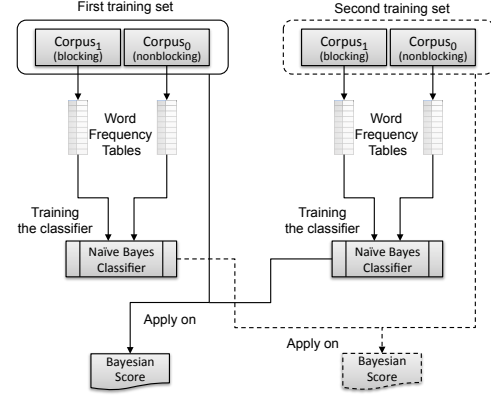 First training set
Second training set
Corpus1
(blocking)
Corpus0
(nonblocking)
Corpus1
(blocking)
Corpus0
(nonblocking)
Word
Frequency
Tables
Word
Frequency
Tables
Training
the classifier
Training
the classifier
Naïve Bayes
Classifier
Naïve Bayes
Classifier
Apply on
Apply on
Bayesian
Score
Bayesian
Score